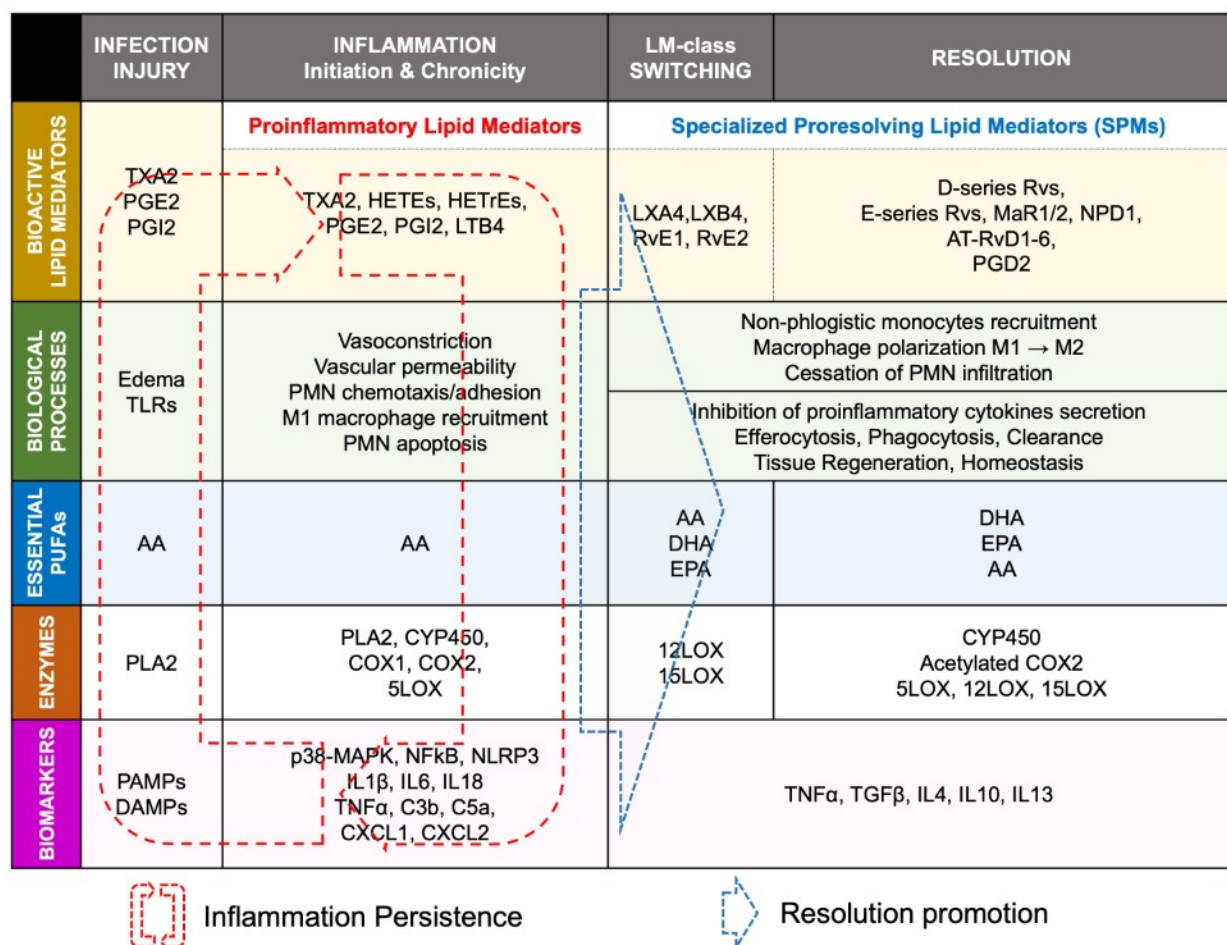 INFECTION
INJURY
INFLAMMATION
Initiation & Chronicity
LM-class
SWITCHING
RESOLUTION
BIOACTIVE
LIPID MEDIATORS
Proinflammatory Lipid Mediators
Specialized Proresolving Lipid Mediators (SPMs)
TXA2
PGE2
PGI2
TXA2, HETEs, HETrEs,
PGE2, PGI2, LTB4
LXA4,LXB4,
RvE1, RvE2
D-series Rvs,
E-series Rvs, MaR1/2, NPD1,
AT-RvD1-6,
PGD2
BIOLOGICAL
PROCESSES
Edema
TLRs
Vasoconstriction
Vascular permeability
PMN chemotaxis/adhesion
M1 macrophage recruitment
PMN apoptosis
Non-phlogistic monocytes recruitment
Macrophage polarization M1 → M2
Cessation of PMN infiltration
Inhibition of proinflammatory cytokines secretion
Efferocytosis, Phagocytosis, Clearance
Tissue Regeneration, Homeostasis
ESSENTIAL
PUFAs
AA
AA
AA
DHA
EPA
DHA
EPA
AA
ENZYMES
PLA2
PLA2, CYP450,
COX1, COX2,
5LOX
12LOX
15LOX
CYP450
Acetylated COX2
5LOX, 12LOX, 15LOX
BIOMARKERS
PAMPs
DAMPs
p38-MAPK, NFkB, NLRP3
IL1β, IL6, IL18
TNFα, C3b, C5a,
CXCL1, CXCL2
TNFα, TGFβ, IL4, IL10, IL13
Inflammation Persistence
Resolution promotion